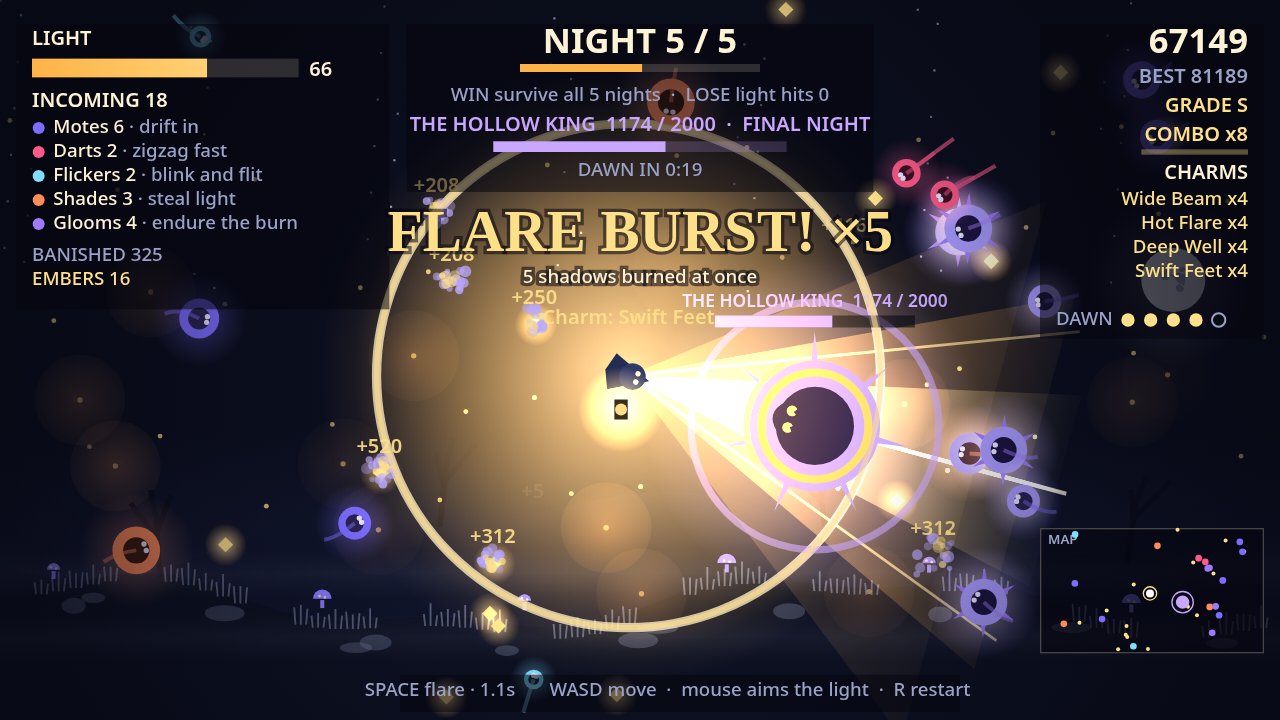 LIGHT
66
INCOMING 18
Motes 6 · drift in
Darts 2 · zigzag fast
Flickers 2 · blink and flit
Shades 3 · steal light
Glooms 4 · endure the burn
BANISHED 325
EMBERS 16
NIGHT 5 / 5
WIN survive all 5 nights · LOSE light hits 0
THE HOLLOW KING 1174 / 2000 · FINAL NIGHT
DAWN IN 0:19
67149
BEST 81189
GRADE S
COMBO x8
CHARMS
Wide Beam x4
Hot Flare x4
Deep Well x4
Swift Feet x4
DAWN
+208
FLARE BURST! ×5
+208
5 shadows burned at once
+250
THE HOLLOW KING 1174 / 2000
Charm: Swift Feet
+520
+5
+312
+312
MAP
SPACE flare · 1.1s · WASD move · mouse aims the light · R restart